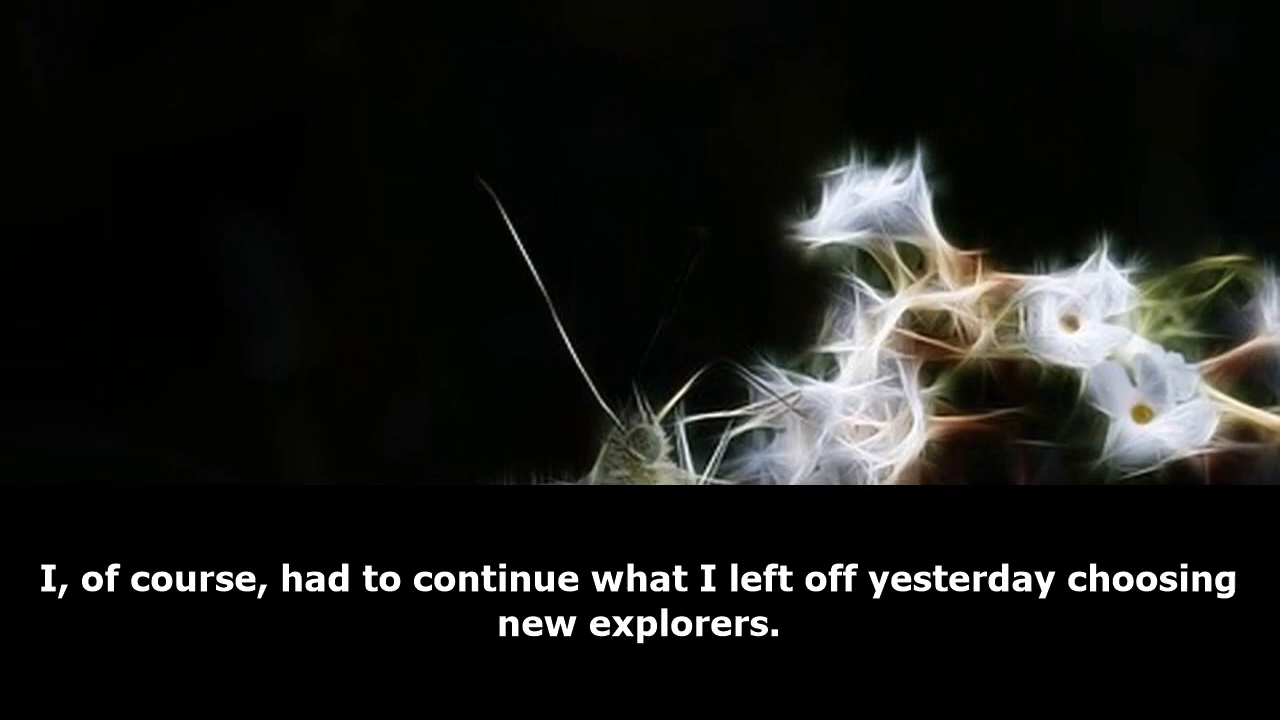 I, of course, had to continue what I left off yesterday choosing
new explorers.